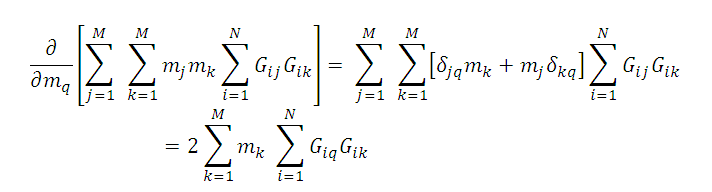 ∂/∂m_q [∑_{j=1}^{M} ∑_{k=1}^{M} m_j m_k ∑_{i=1}^{N} G_{ij} G_{ik}] = ∑_{j=1}^{M} ∑_{k=1}^{M} [δ_{jq} m_k + m_j δ_{kq}] ∑_{i=1}^{N} G_{ij} G_{ik}
= 2 ∑_{k=1}^{M} m_k ∑_{i=1}^{N} G_{iq} G_{ik}